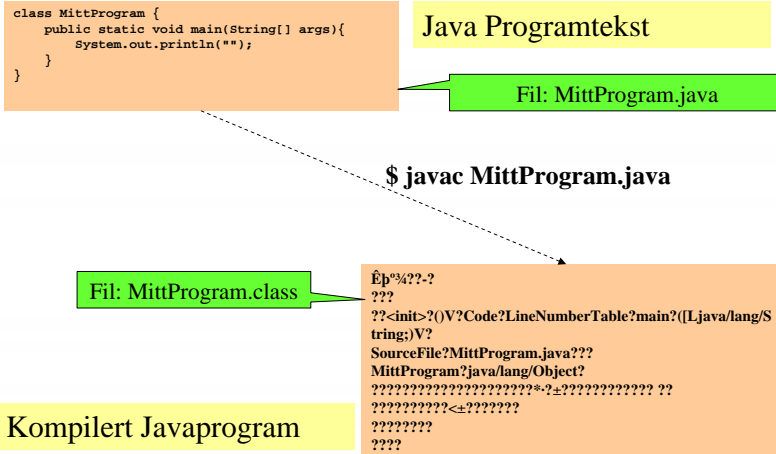 class MittProgram {
    public static void main(String[] args){
        System.out.println("");
    }
}
Java Programtekst
Fil: MittProgram.java
$ javac MittProgram.java
Fil: MittProgram.class
Êþº¾??-?
???
??<init>?()V?Code?LineNumberTable?main?([Ljava/lang/S
tring;)V?
SourceFile?MittProgram.java???
MittProgram?java/lang/Object?
?????????????????????*·?±???????????? ??
??????????<±???????
????????
????
Kompilert Javaprogram